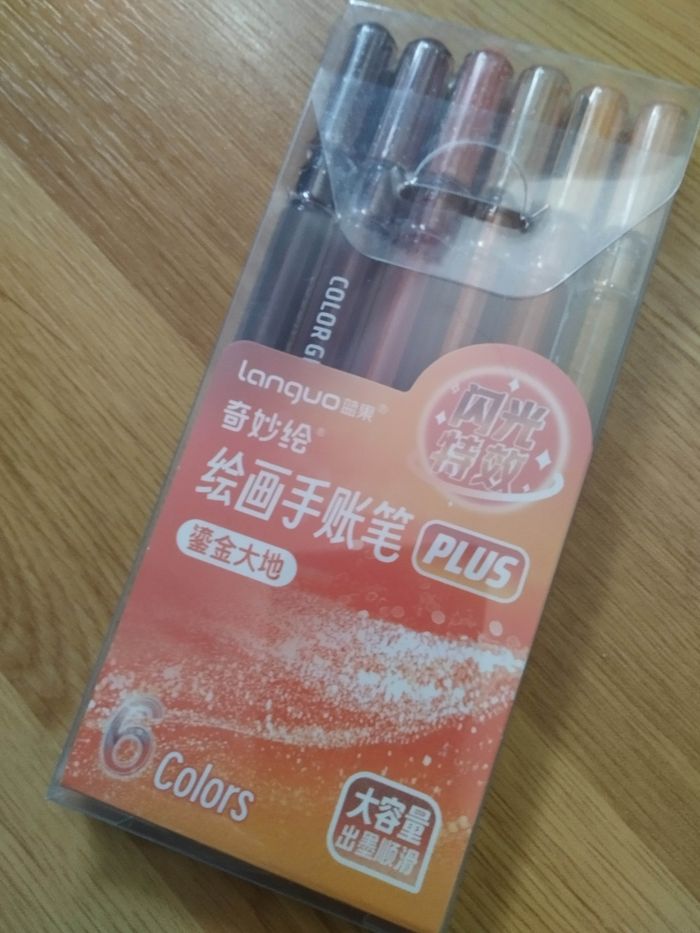 COLOR G
languo蓝果®
奇妙绘®
闪光
特效
绘画手账笔 PLUS
鎏金大地
6 Colors
大容量
出墨顺滑